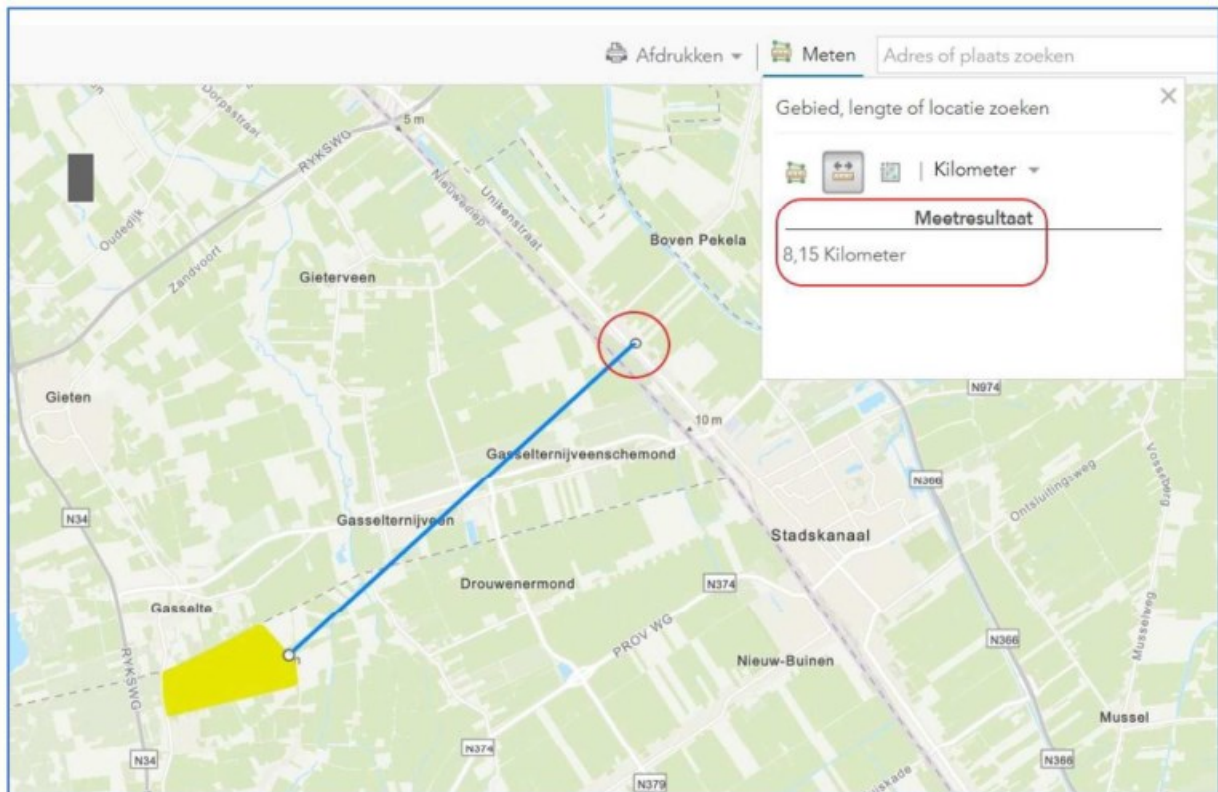 Afdrukken
Meten
Adres of plaats zoeken
Gebied, lengte of locatie zoeken
Kilometer
Meetresultaat
8,15 Kilometer
Dorpsstraat
5 m
RYKSWG
Oudedijk
Zandvoort
Nieuwediep
Unikenstraat
Boven Pekela
Gieterveen
Gieten
N974
10 m
Gasselternijveenschemond
N366
Ontsluitingsweg
Vosseberg
N34
Gasselternijveen
Stadskanaal
Drouwenermond
N374
Gasselte
Musselweg
RYKSWG
PROV WG
N366
Nieuw-Buinen
Mussel
N34
N374
N366
N379